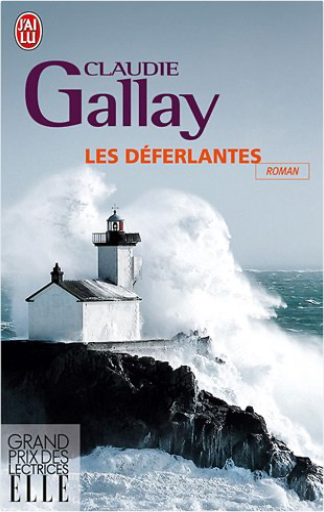 J'AI
LU
CLAUDIE
Gallay
LES DÉFERLANTES
ROMAN
GRAND
PRIX DES
LECTRICES
ELLE